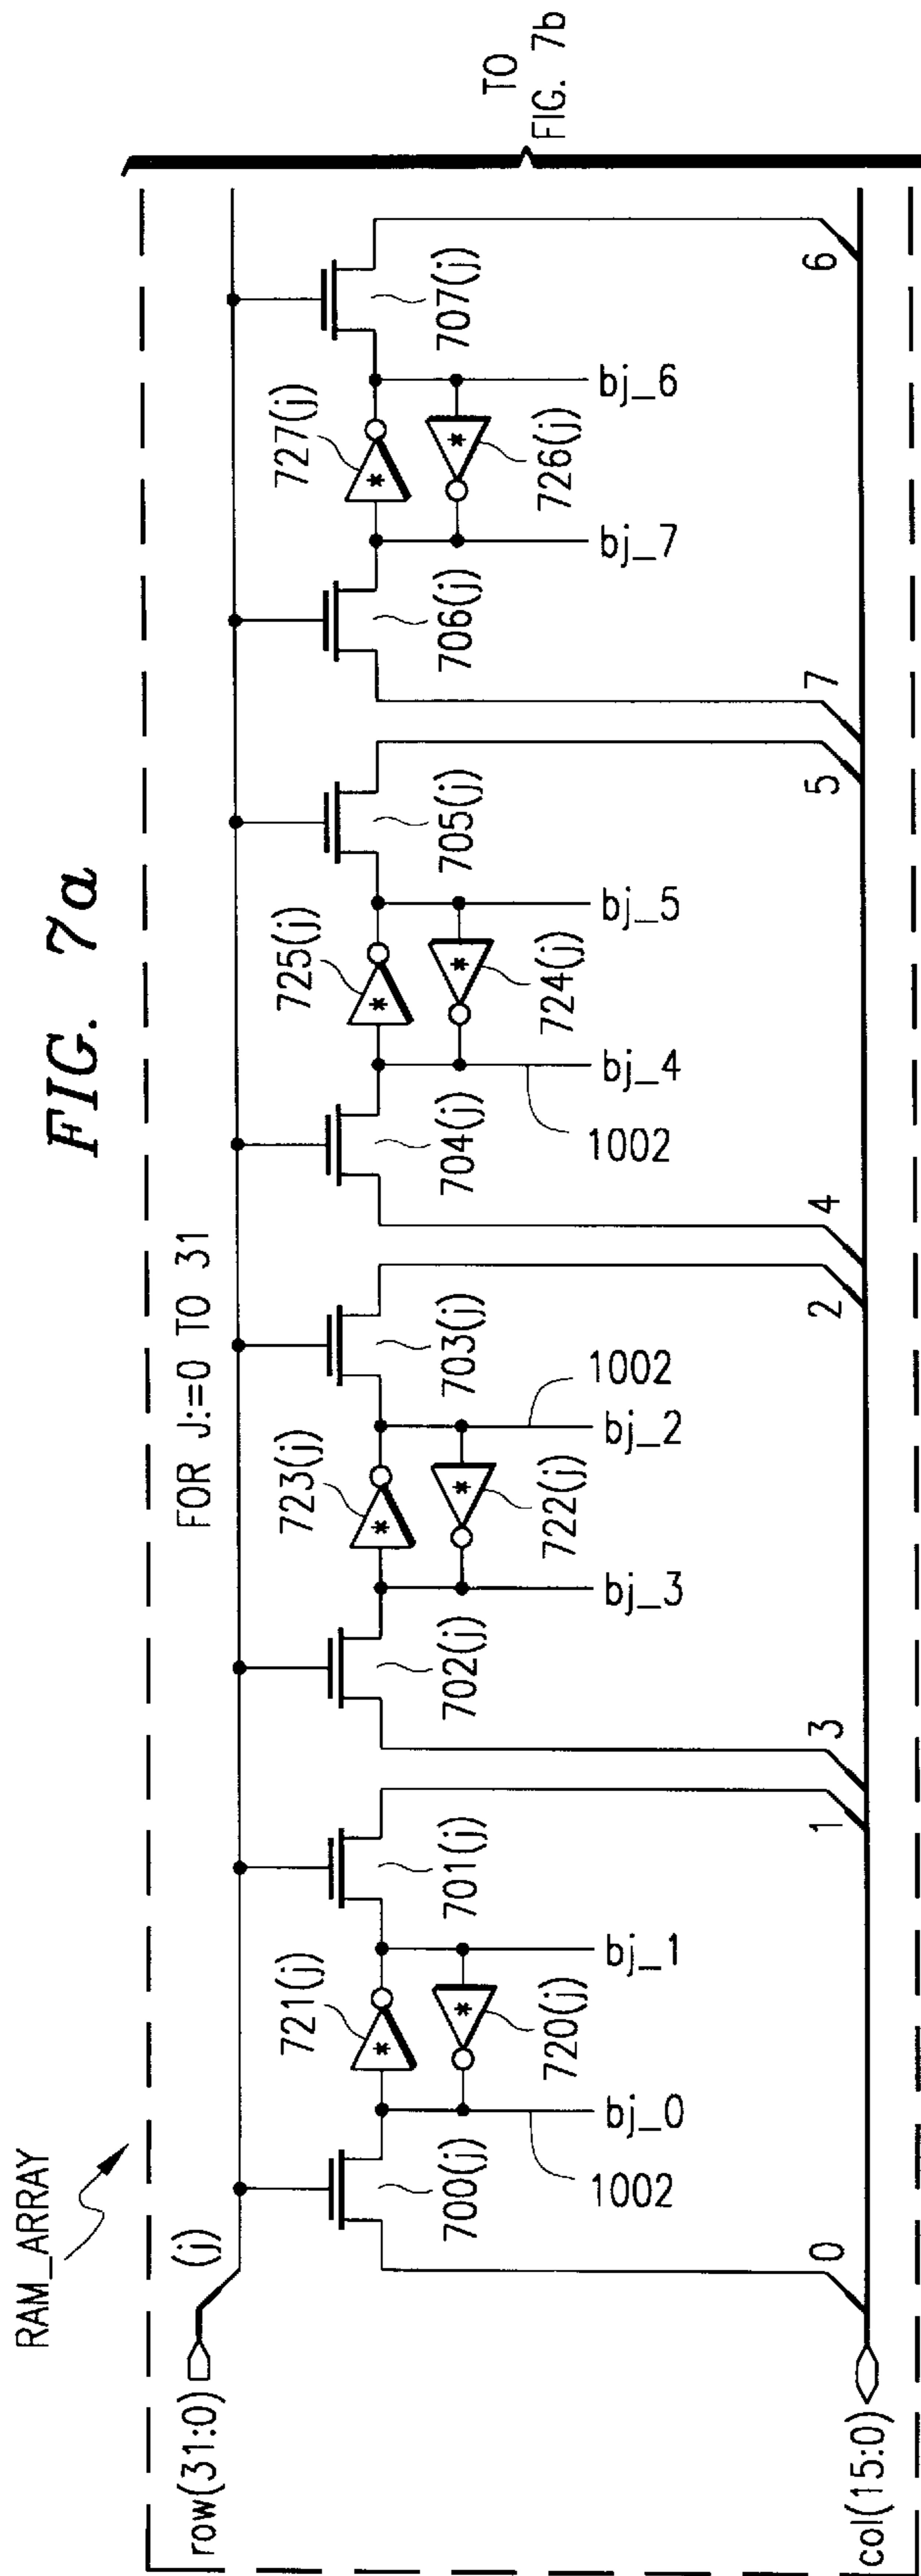 FIG. 7a
RAM_ARRAY
TO
FIG. 7b
row(31:0)
(j)
FOR J:=0 TO 31
700(j)
721(j)
701(j)
702(j)
723(j)
703(j)
704(j)
725(j)
705(j)
706(j)
727(j)
707(j)
*
*
*
*
*
*
*
*
720(j)
722(j)
724(j)
726(j)
bj_0
bj_1
bj_3
bj_2
bj_4
bj_5
bj_7
bj_6
1002
1002
1002
0
1
3
2
4
5
7
6
col(15:0)